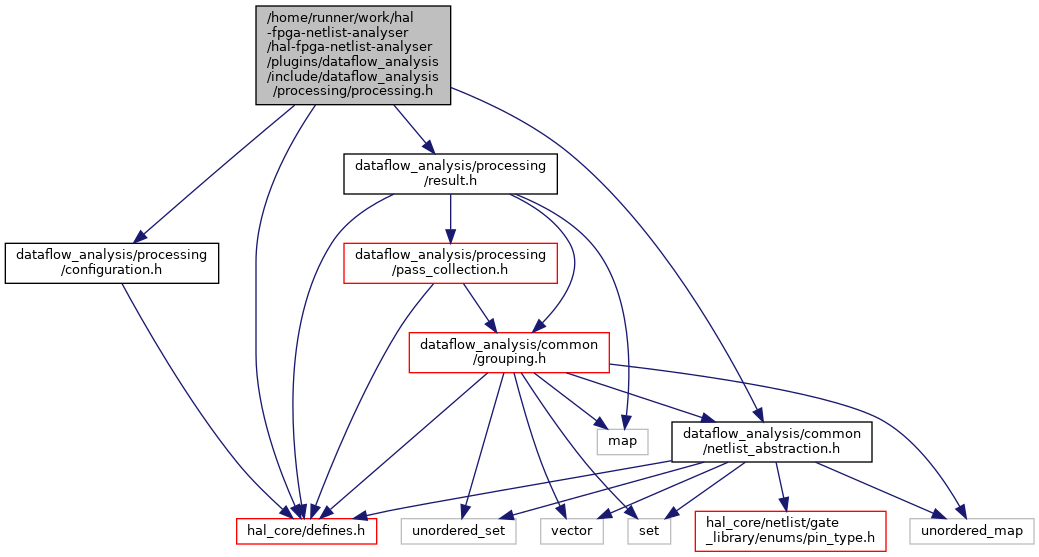 /home/runner/work/hal
-fpga-netlist-analyser
/hal-fpga-netlist-analyser
/plugins/dataflow_analysis
/include/dataflow_analysis
/processing/processing.h
dataflow_analysis/processing
/result.h
dataflow_analysis/processing
/configuration.h
dataflow_analysis/processing
/pass_collection.h
dataflow_analysis/common
/grouping.h
map
dataflow_analysis/common
/netlist_abstraction.h
hal_core/defines.h
unordered_set
vector
set
hal_core/netlist/gate
_library/enums/pin_type.h
unordered_map